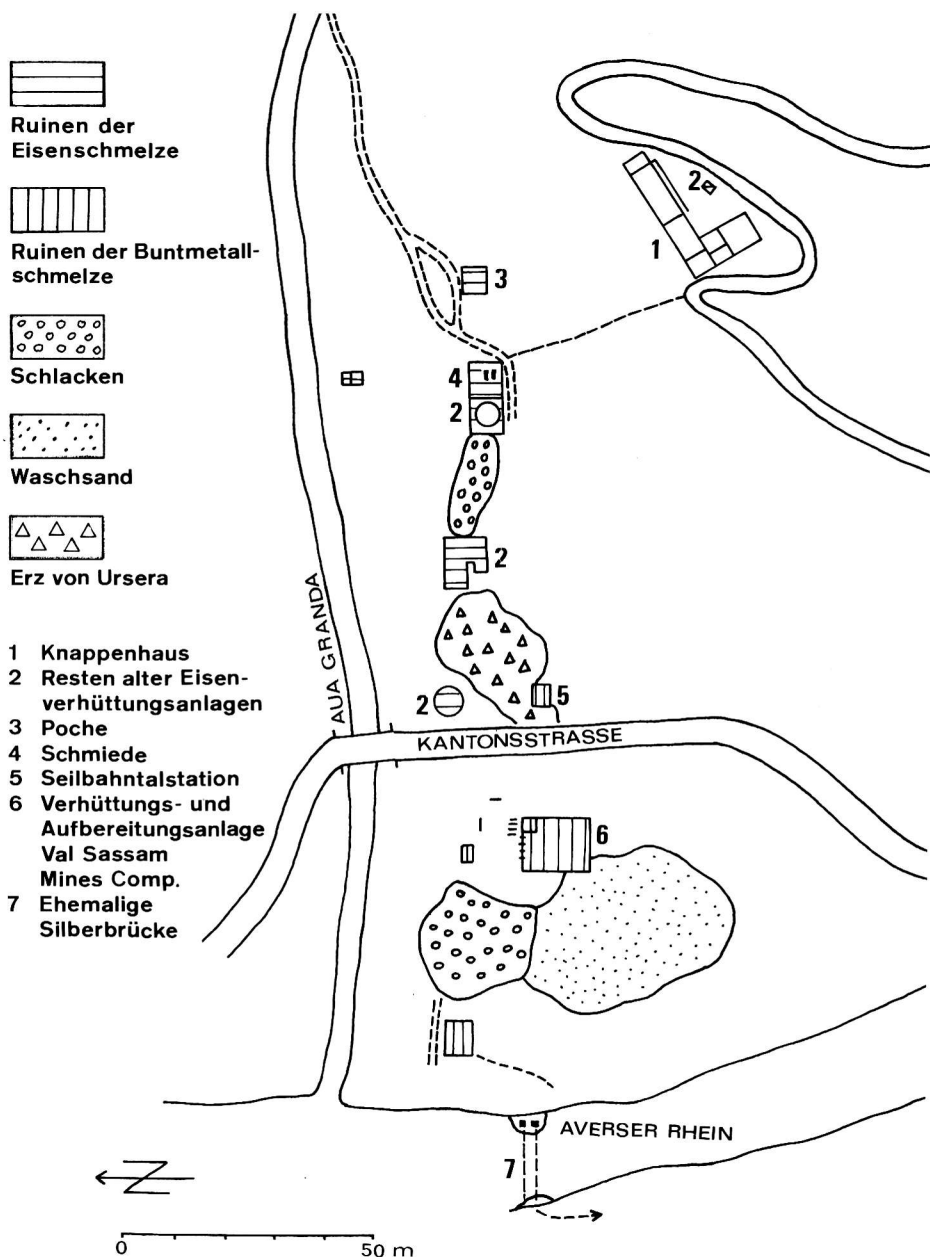 Ruinen der
Eisenschmelze
Ruinen der Buntmetall-
schmelze
Schlacken
Waschsand
Erz von Ursera
1 Knappenhaus
2 Resten alter Eisen-
verhüttungsanlagen
3 Poche
4 Schmiede
5 Seilbahntalstation
6 Verhüttungs- und
Aufbereitungsanlage
Val Sassam
Mines Comp.
7 Ehemalige
Silberbrücke
2
1
3
4
2
2
AUA GRANDA
2
5
KANTONSSTRASSE
6
AVERSER RHEIN
7
N
0 50 m